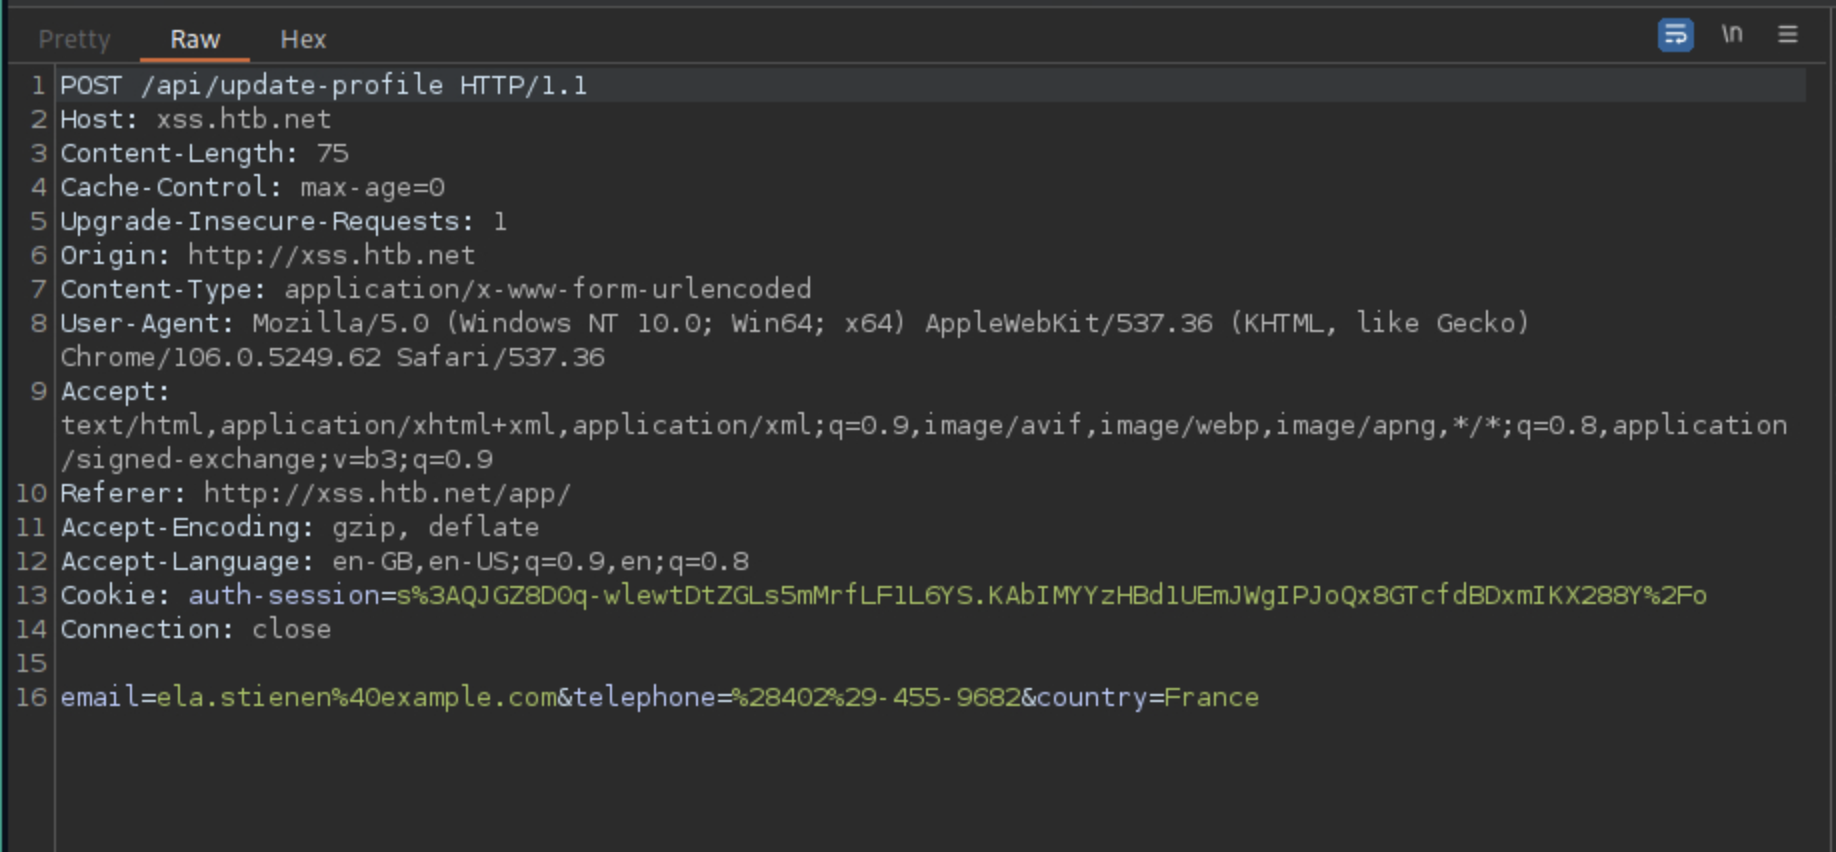 Pretty Raw Hex \n
1 POST /api/update-profile HTTP/1.1
2 Host: xss.htb.net
3 Content-Length: 75
4 Cache-Control: max-age=0
5 Upgrade-Insecure-Requests: 1
6 Origin: http://xss.htb.net
7 Content-Type: application/x-www-form-urlencoded
8 User-Agent: Mozilla/5.0 (Windows NT 10.0; Win64; x64) AppleWebKit/537.36 (KHTML, like Gecko)
Chrome/106.0.5249.62 Safari/537.36
9 Accept:
text/html,application/xhtml+xml,application/xml;q=0.9,image/avif,image/webp,image/apng,*/*;q=0.8,application
/signed-exchange;v=b3;q=0.9
10 Referer: http://xss.htb.net/app/
11 Accept-Encoding: gzip, deflate
12 Accept-Language: en-GB,en-US;q=0.9,en;q=0.8
13 Cookie: auth-session=s%3AQJGZ8D0q-wlewtDtZGLs5mMrfLF1L6YS.KAbIMYYzHBd1UEmJWgIPJoQx8GTcfdBDxmIKX288Y%2Fo
14 Connection: close
15
16 email=ela.stienen%40example.com&telephone=%28402%29-455-9682&country=France